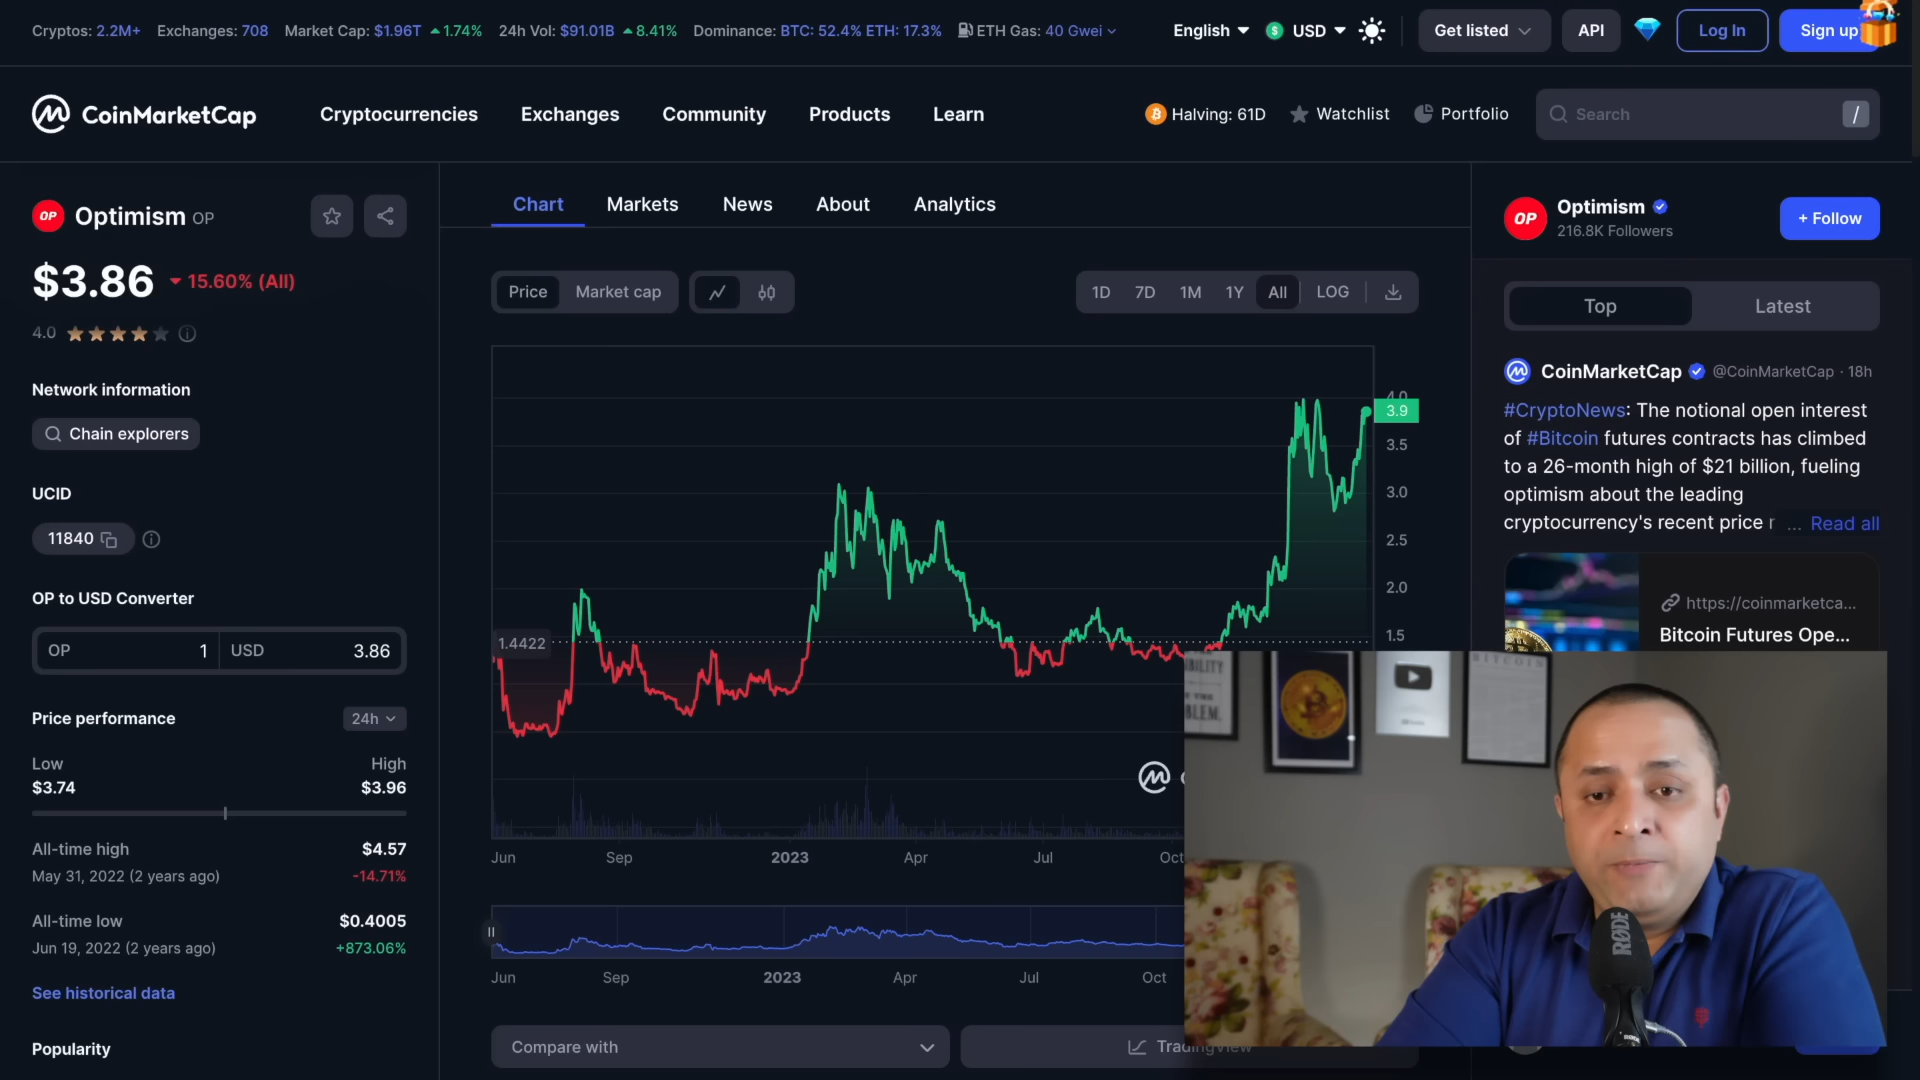 Cryptos: 2.2M+ Exchanges: 708 Market Cap: $1.96T 1.74% 24h Vol: $91.01B 8.41% Dominance: BTC: 52.4% ETH: 17.3% ETH Gas: 40 Gwei
English $ USD Get listed API Log In Sign up
CoinMarketCap Cryptocurrencies Exchanges Community Products Learn Halving: 61D Watchlist Portfolio Search /
OP Optimism OP
$3.86 15.60% (All)
4.0
Network information
Chain explorers
UCID
11840
OP to USD Converter
OP 1 USD 3.86
Price performance 24h
Low High
$3.74 $3.96
All-time high $4.57
May 31, 2022 (2 years ago) -14.71%
All-time low $0.4005
Jun 19, 2022 (2 years ago) +873.06%
See historical data
Popularity
Chart Markets News About Analytics
Price Market cap 1D 7D 1M 1Y All LOG
4.0
3.9
3.5
3.0
2.5
2.0
1.5
1.4422
Jun Sep 2023 Apr Jul Oct
Jun Sep 2023 Apr Jul Oct
Compare with TradingView
OP Optimism
216.8K Followers
+ Follow
Top Latest
CoinMarketCap @CoinMarketCap · 18h
#CryptoNews: The notional open interest
of #Bitcoin futures contracts has climbed
to a 26-month high of $21 billion, fueling
optimism about the leading
cryptocurrency's recent price r ... Read all
https://coinmarketca...
Bitcoin Futures Ope...
BITCOIN
RØDE